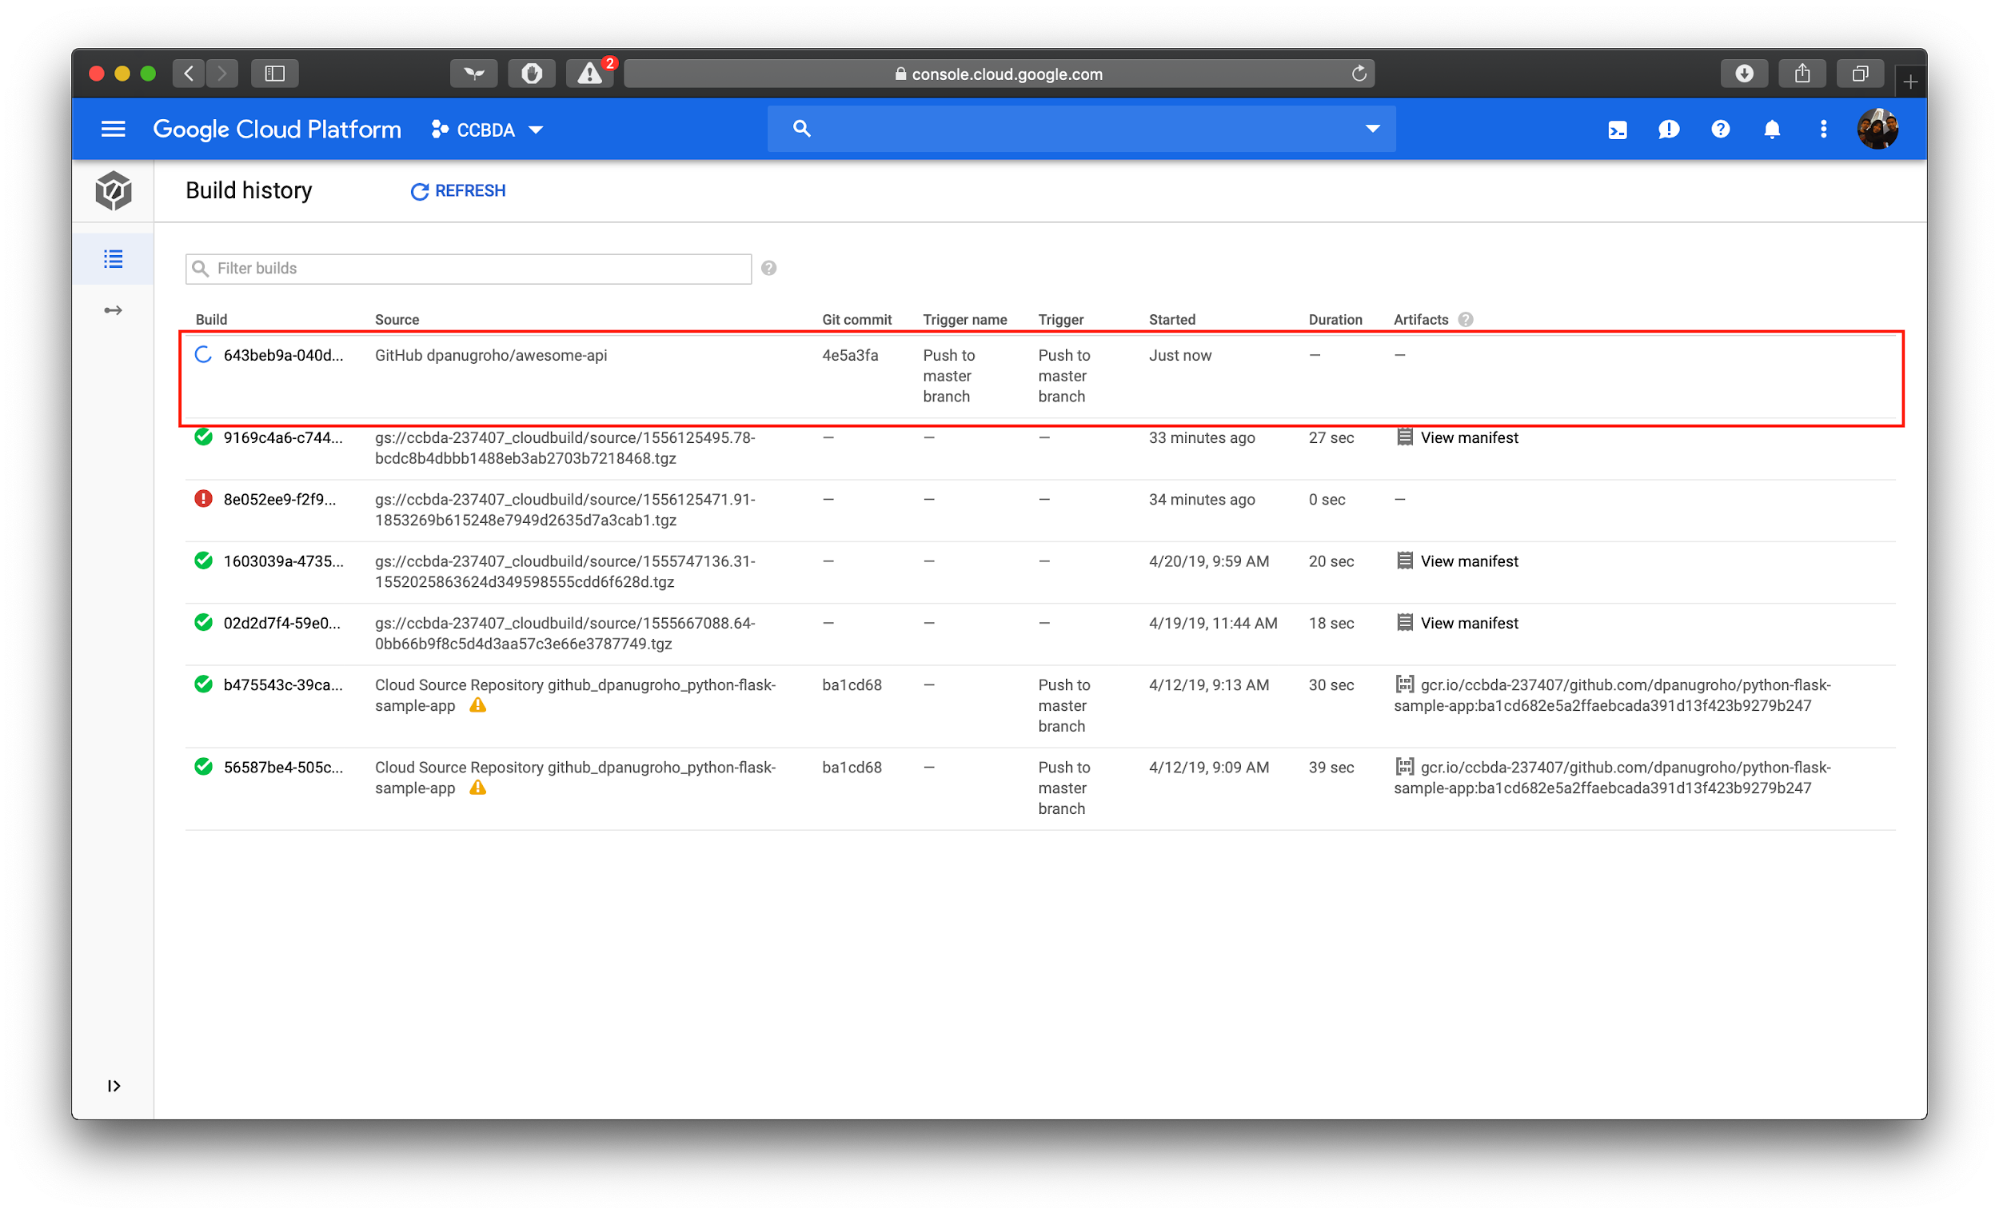 2
console.cloud.google.com
Google Cloud Platform
CCBDA
Build history
REFRESH
Filter builds
Build Source Git commit Trigger name Trigger Started Duration Artifacts
643beb9a-040d... GitHub dpanugroho/awesome-api 4e5a3fa Push to Push to Just now — —
master master
branch branch
9169c4a6-c744... gs://ccbda-237407_cloudbuild/source/1556125495.78- — — — 33 minutes ago 27 sec View manifest
bcdc8b4dbbb1488eb3ab2703b7218468.tgz
8e052ee9-f2f9... gs://ccbda-237407_cloudbuild/source/1556125471.91- — — — 34 minutes ago 0 sec —
1853269b615248e7949d2635d7a3cab1.tgz
1603039a-4735... gs://ccbda-237407_cloudbuild/source/1555747136.31- — — — 4/20/19, 9:59 AM 20 sec View manifest
1552025863624d349598555cdd6f628d.tgz
02d2d7f4-59e0... gs://ccbda-237407_cloudbuild/source/1555667088.64- — — — 4/19/19, 11:44 AM 18 sec View manifest
0bb66b9f8c5d4d3aa57c3e66e3787749.tgz
b475543c-39ca... Cloud Source Repository github_dpanugroho_python-flask- ba1cd68 — Push to 4/12/19, 9:13 AM 30 sec gcr.io/ccbda-237407/github.com/dpanugroho/python-flask-
sample-app master sample-app:ba1cd682e5a2ffaebcada391d13f423b9279b247
branch
56587be4-505c... Cloud Source Repository github_dpanugroho_python-flask- ba1cd68 — Push to 4/12/19, 9:09 AM 39 sec gcr.io/ccbda-237407/github.com/dpanugroho/python-flask-
sample-app master sample-app:ba1cd682e5a2ffaebcada391d13f423b9279b247
branch